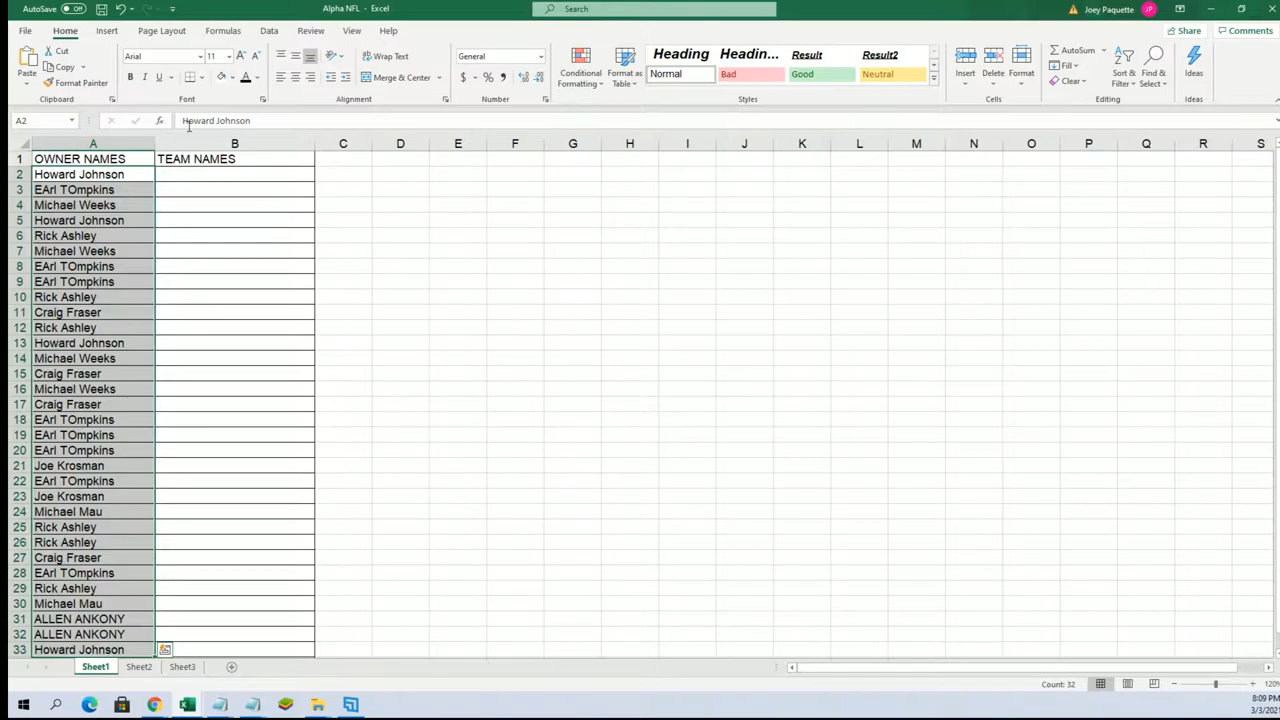 AutoSave Off
Alpha NFL - Excel
Search
Joey Paquette JP
File Home Insert Page Layout Formulas Data Review View Help Share Comments
Paste Cut Copy Format Painter Clipboard
Arial 11 B I U A Font
Wrap Text Merge & Center Alignment
General $ % Number
Conditional Formatting Format as Table
Heading Headin... Result Result2
Normal Bad Good Neutral
Styles
Insert Delete Format Cells
AutoSum Fill Clear Sort & Filter Find & Select Editing
Ideas Ideas
A2 fx Howard Johnson
A B C D E F G H I J K L M N O P Q R S
1 OWNER NAMES TEAM NAMES
2 Howard Johnson
3 EArl TOmpkins
4 Michael Weeks
5 Howard Johnson
6 Rick Ashley
7 Michael Weeks
8 EArl TOmpkins
9 EArl TOmpkins
10 Rick Ashley
11 Craig Fraser
12 Rick Ashley
13 Howard Johnson
14 Michael Weeks
15 Craig Fraser
16 Michael Weeks
17 Craig Fraser
18 EArl TOmpkins
19 EArl TOmpkins
20 EArl TOmpkins
21 Joe Krosman
22 EArl TOmpkins
23 Joe Krosman
24 Michael Mau
25 Rick Ashley
26 Rick Ashley
27 Craig Fraser
28 EArl TOmpkins
29 Rick Ashley
30 Michael Mau
31 ALLEN ANKONY
32 ALLEN ANKONY
33 Howard Johnson
Sheet1 Sheet2 Sheet3
Count: 32 120%
8:09 PM
3/3/2021